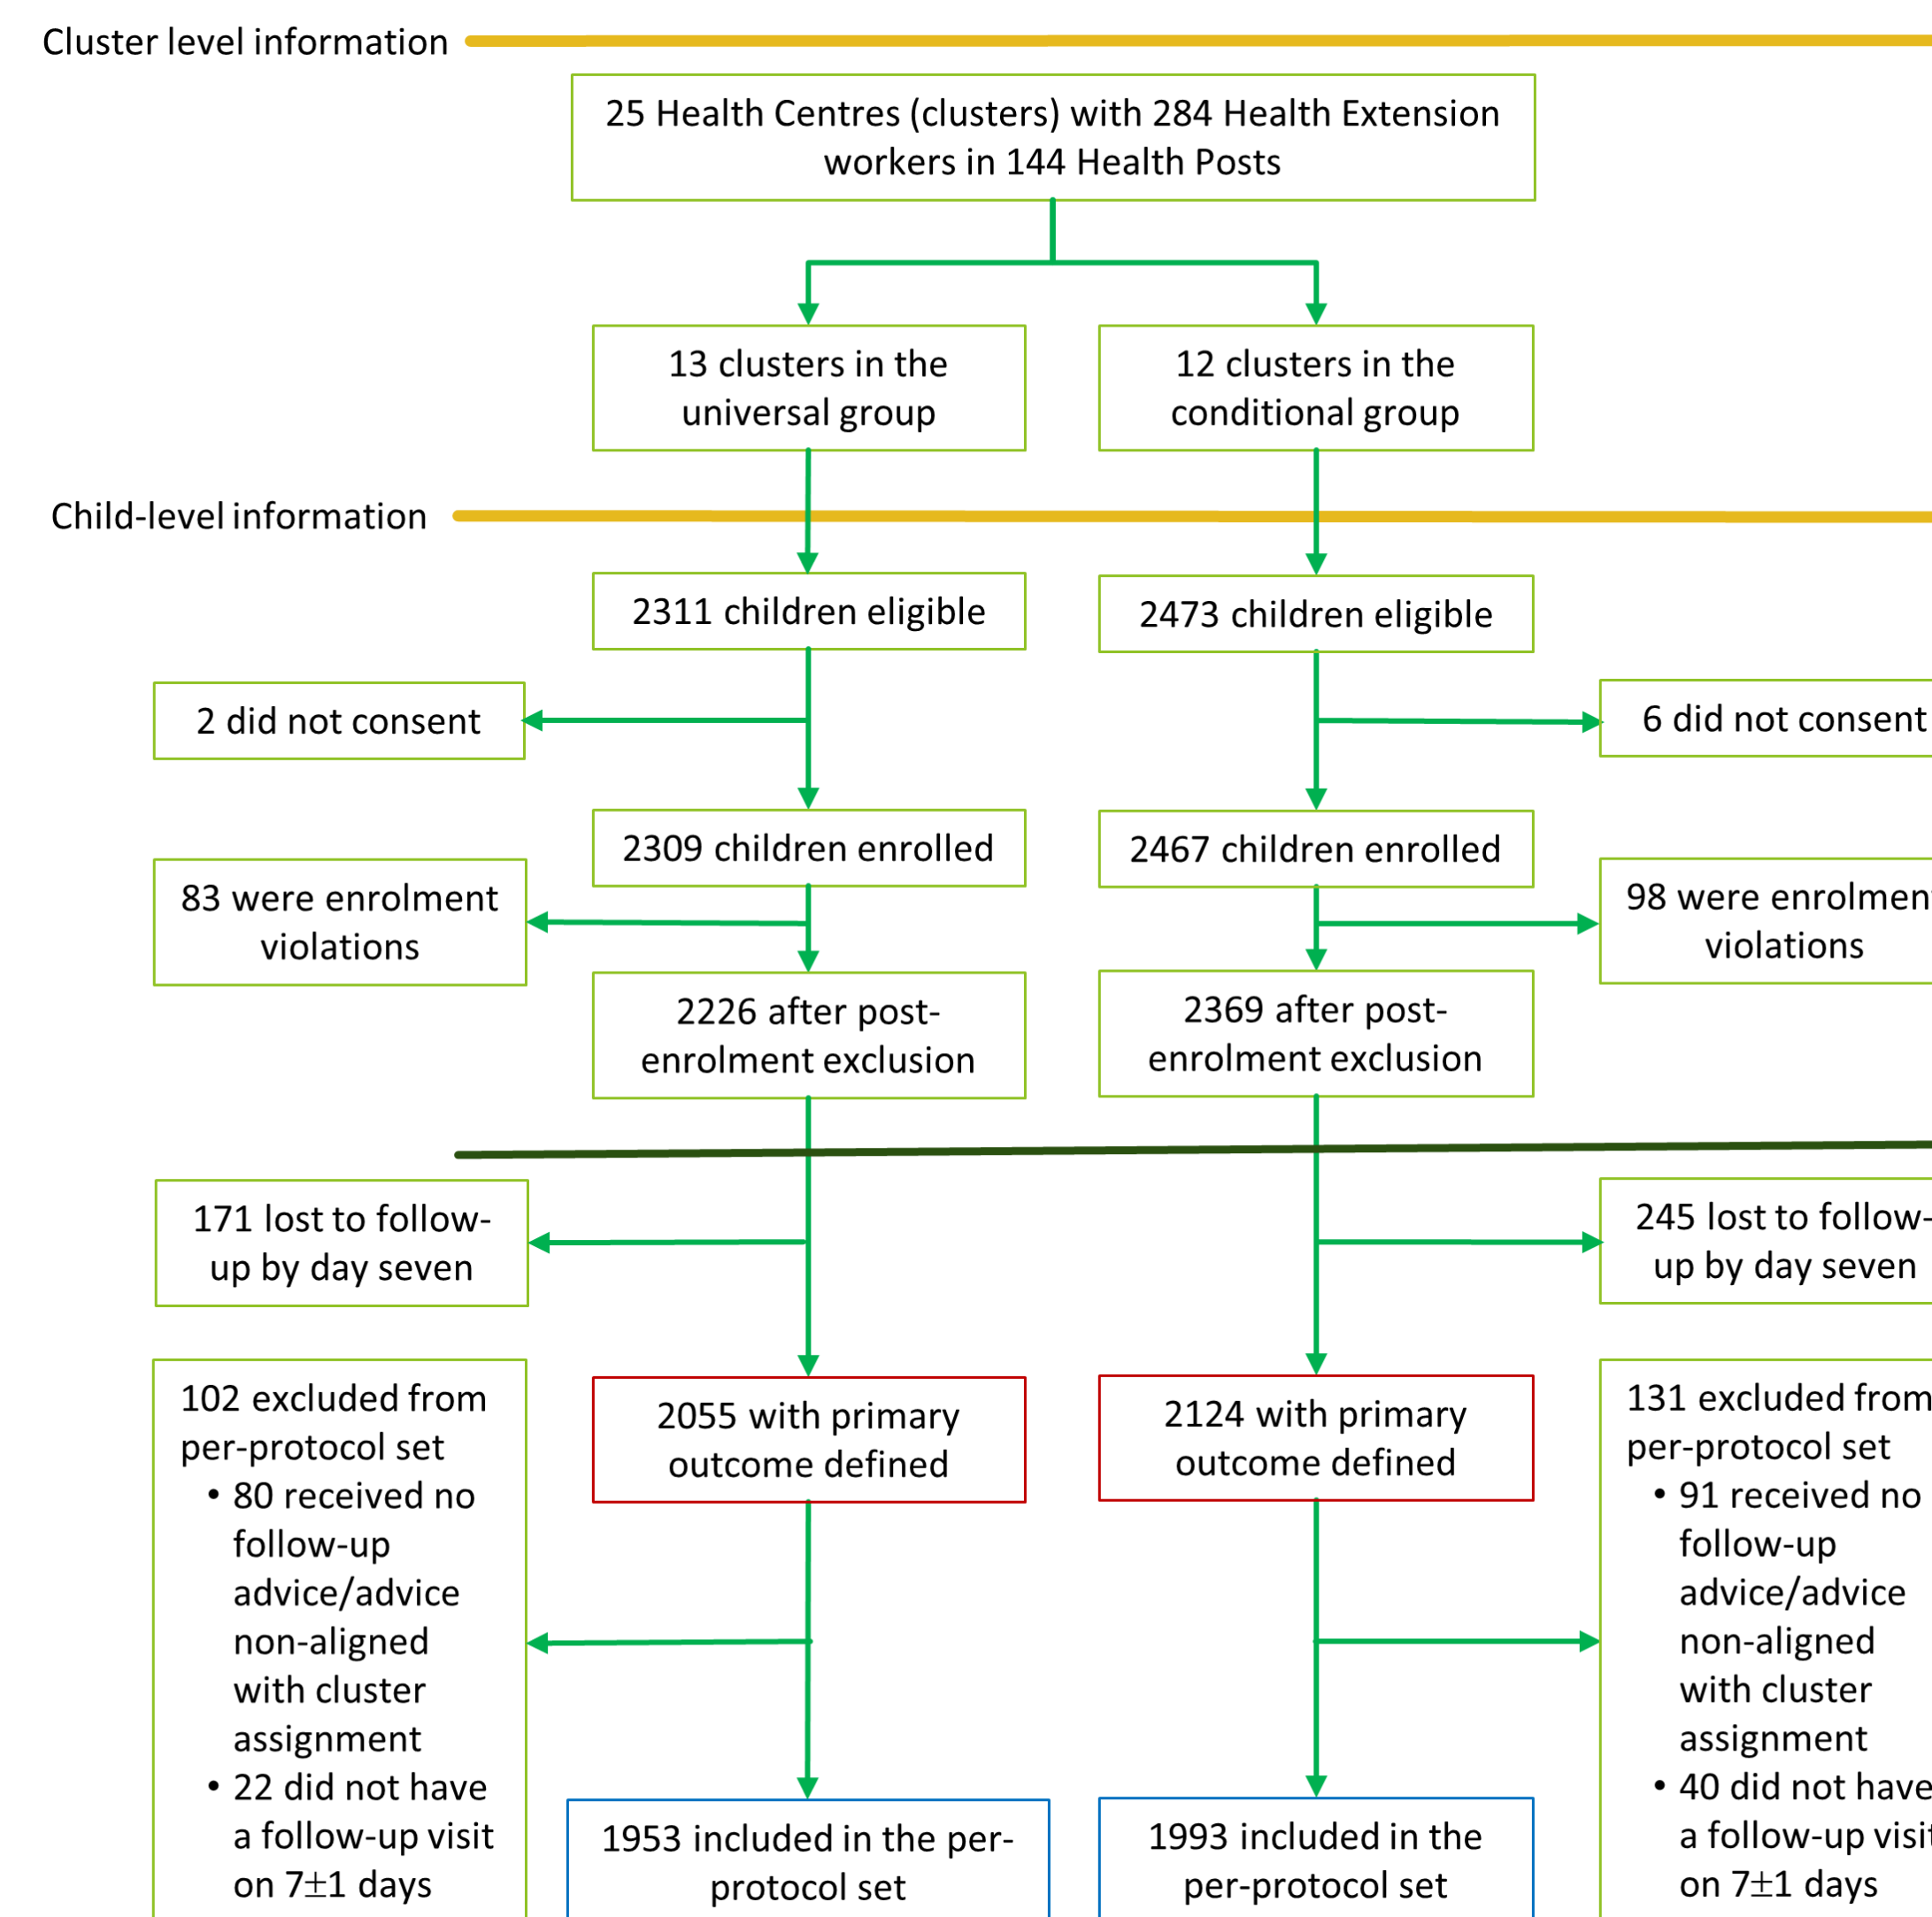 Cluster level information
25 Health Centres (clusters) with 284 Health Extension
workers in 144 Health Posts
13 clusters in the
universal group
12 clusters in the
conditional group
Child-level information
2311 children eligible
2473 children eligible
2 did not consent
6 did not consent
2309 children enrolled
2467 children enrolled
83 were enrolment
violations
98 were enrolment
violations
2226 after post-
enrolment exclusion
2369 after post-
enrolment exclusion
171 lost to follow-
up by day seven
245 lost to follow-
up by day seven
102 excluded from
per-protocol set
• 80 received no
follow-up
advice/advice
non-aligned
with cluster
assignment
• 22 did not have
a follow-up visit
on 7±1 days
2055 with primary
outcome defined
2124 with primary
outcome defined
131 excluded from
per-protocol set
• 91 received no
follow-up
advice/advice
non-aligned
with cluster
assignment
• 40 did not have
a follow-up visit
on 7±1 days
1953 included in the per-
protocol set
1993 included in the
per-protocol set